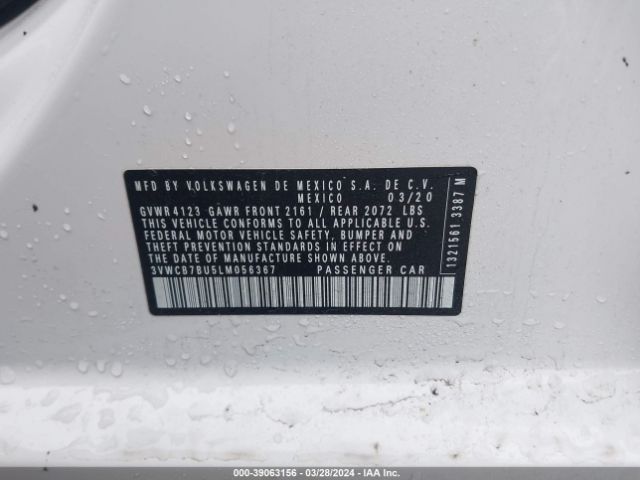 MFD BY VOLKSWAGEN DE MEXICO S.A. DE C.V.
MEXICO 03/20
GVWR 4123 GAWR FRONT 2161 / REAR 2072 LBS
THIS VEHICLE CONFORMS TO ALL APPLICABLE U.S.
FEDERAL MOTOR VEHICLE SAFETY, BUMPER AND
THEFT PREVENTION STANDARDS IN EFFECT ON THE
DATE OF MANUFACTURE SHOWN ABOVE.
3VWCB7BU5LM056367 PASSENGER CAR
1321561 3387 M
000-39063156 | 03/28/2024 | IAA Inc.